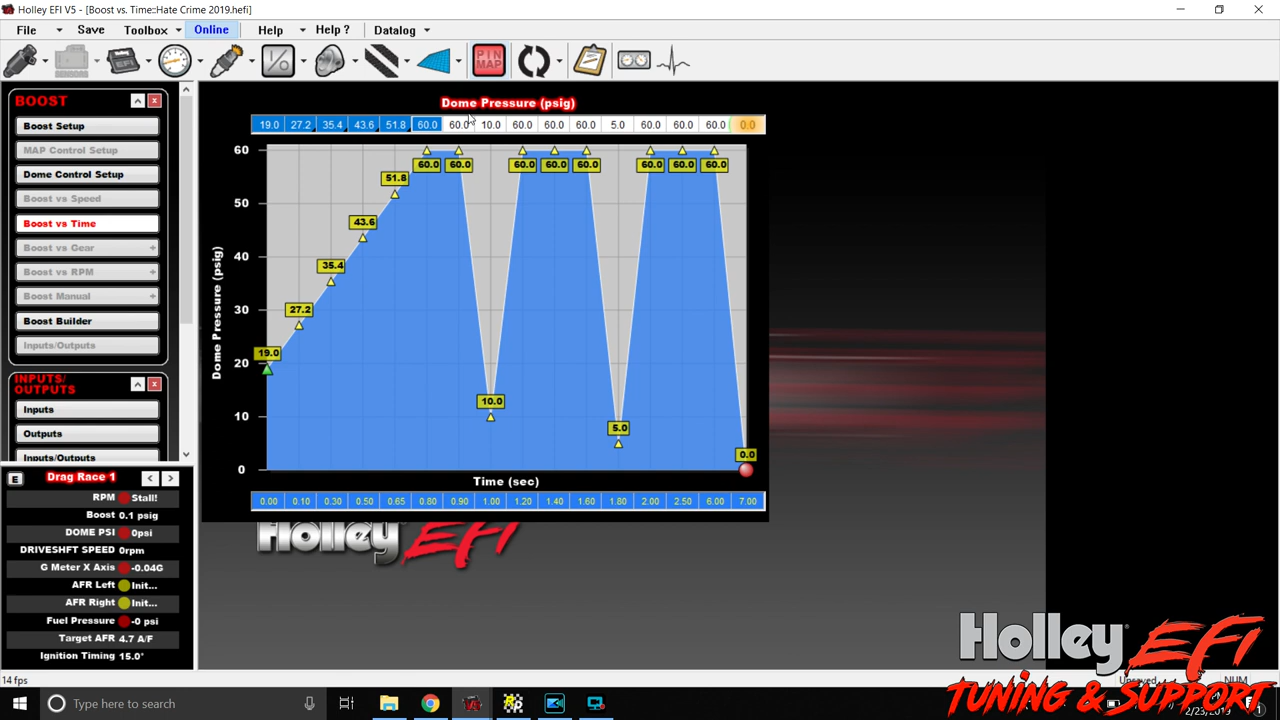 Holley EFI V5 - [Boost vs. Time::Hate Crime 2019.hefi]
File Save Toolbox Online Help Help ? Datalog
PIN MAP
BOOST
Boost Setup
MAP Control Setup
Dome Control Setup
Boost vs Speed
Boost vs Time
Boost vs Gear +
Boost vs RPM +
Boost Manual +
Boost Builder
Inputs/Outputs
INPUTS/
OUTPUTS
Inputs
Outputs
Inputs/Outputs
E Drag Race 1 < >
RPM Stall!
Boost 0.1 psig
DOME PSI 0psi
DRIVESHFT SPEED 0rpm
G Meter X Axis -0.04G
AFR Left Init...
AFR Right Init...
Fuel Pressure -0 psi
Target AFR 4.7 A/F
Ignition Timing 15.0°
Dome Pressure (psig)
19.0 27.2 35.4 43.6 51.8 60.0 60.0 10.0 60.0 60.0 60.0 5.0 60.0 60.0 60.0 0.0
Dome Pressure (psig)
60
50
40
30
20
10
0
19.0 27.2 35.4 43.6 51.8 60.0 60.0 10.0 60.0 60.0 60.0 5.0 60.0 60.0 60.0 0.0
Time (sec)
0.00 0.10 0.30 0.50 0.65 0.80 0.90 1.00 1.20 1.40 1.60 1.80 2.00 2.50 6.00 7.00
Holley EFI
Holley EFI
TUNING & SUPPORT
14 fps
NUM
Type here to search